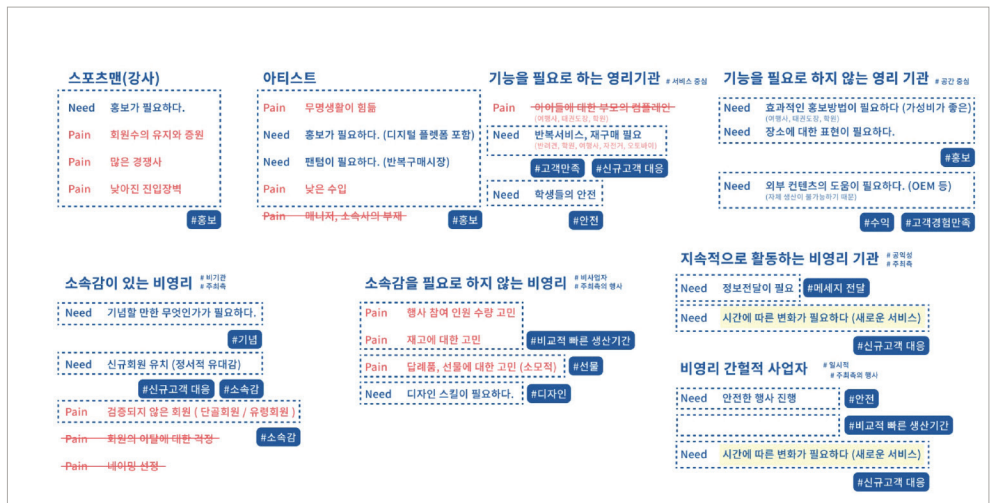 스포츠맨(강사)
Need 홍보가 필요하다.
Pain 회원수의 유지와 증원
Pain 많은 경쟁사
Pain 낮아진 진입장벽
#홍보
아티스트
Pain 무명생활이 힘듦
Need 홍보가 필요하다. (디지털 플렛폼 포함)
Need 팬텀이 필요하다. (반복구매시장)
Pain 낮은 수입
Pain 매니저, 소속사의 부재
#홍보
기능을 필요로 하는 영리기관 # 서비스 중심
Pain 아이들에 대한 부모의 컴플레인
(여행사, 태권도장, 학원)
Need 반복서비스, 재구매 필요
(반려견, 학원, 여행사, 자전거, 오토바이)
#고객만족 #신규고객 대응
Need 학생들의 안전
#안전
기능을 필요로 하지 않는 영리 기관 # 공간 중심
Need 효과적인 홍보방법이 필요하다 (가성비가 좋은)
(여행사, 태권도장, 학원)
Need 장소에 대한 표현이 필요하다.
#홍보
Need 외부 컨텐츠의 도움이 필요하다. (OEM 등)
(자체 생산이 불가능하기 때문)
#수익 #고객경험만족
소속감이 있는 비영리 # 비기관
# 주최측
Need 기념할 만한 무엇인가가 필요하다.
#기념
Need 신규회원 유치 (정서적 유대감)
#신규고객 대응 #소속감
Pain 검증되지 않은 회원 ( 단골회원 / 유령회원 )
Pain 회원의 이탈에 대한 걱정
#소속감
Pain 네이밍 선정
소속감을 필요로 하지 않는 비영리 # 비사업자
# 주최측의 행사
Pain 행사 참여 인원 수량 고민
Pain 재고에 대한 고민
#비교적 빠른 생산기간
Pain 답례품, 선물에 대한 고민 (소모적)
#선물
Need 디자인 스킬이 필요하다.
#디자인
지속적으로 활동하는 비영리 기관 # 공익성
# 주최측
Need 정보전달이 필요
#메세지 전달
Need 시간에 따른 변화가 필요하다 (새로운 서비스)
#신규고객 대응
비영리 간헐적 사업자 # 일시적
# 주최측의 행사
Need 안전한 행사 진행
#안전
#비교적 빠른 생산기간
Need 시간에 따른 변화가 필요하다 (새로운 서비스)
#신규고객 대응